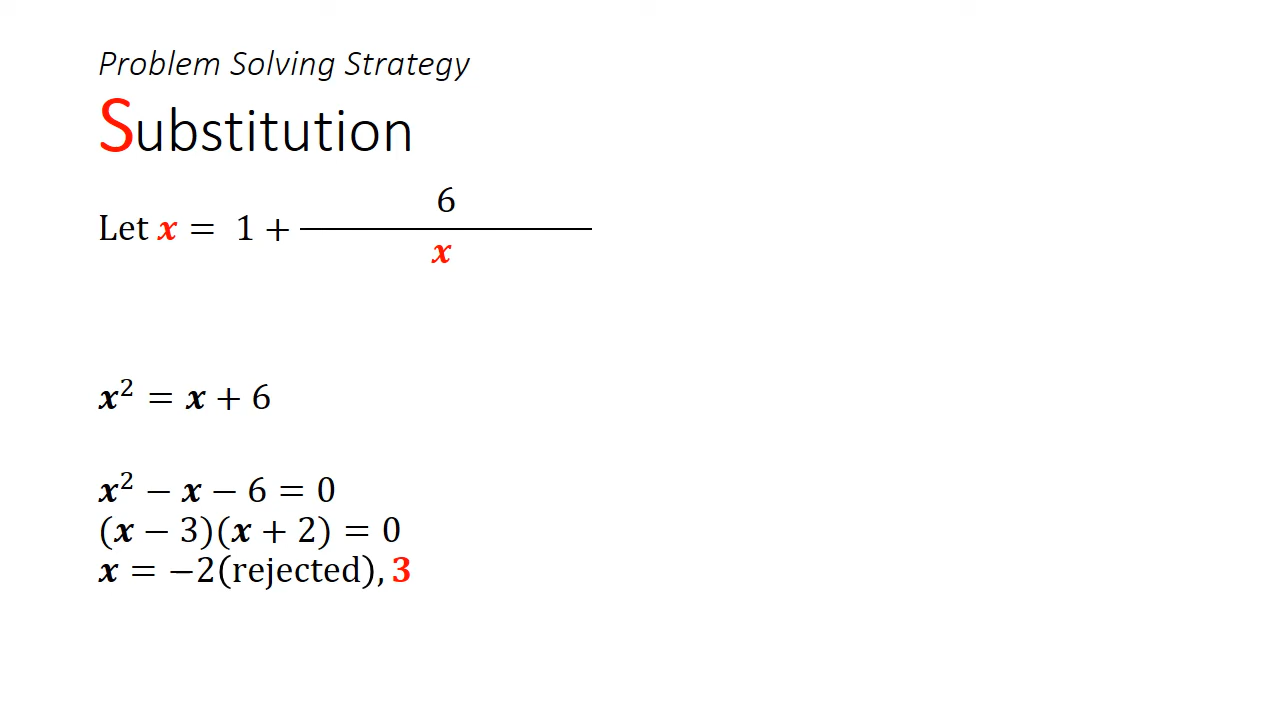 Problem Solving Strategy
Substitution
6
Let x = 1 +
x
x² = x + 6
x² − x − 6 = 0
(x − 3)(x + 2) = 0
x = −2(rejected), 3